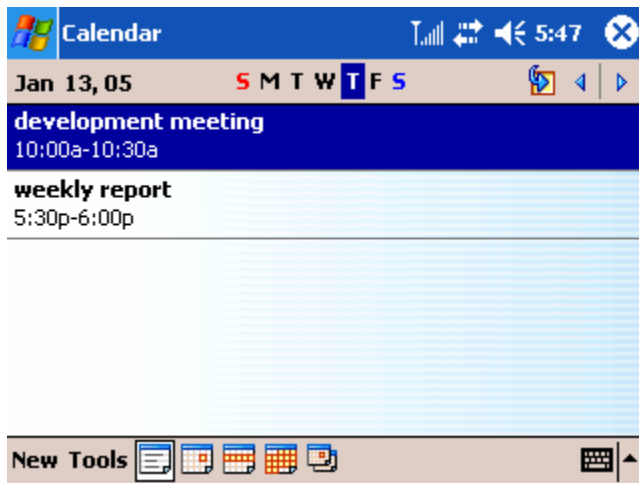 Calendar 5:47
Jan 13, 05 S M T W T F S
development meeting
10:00a-10:30a
weekly report
5:30p-6:00p
New Tools